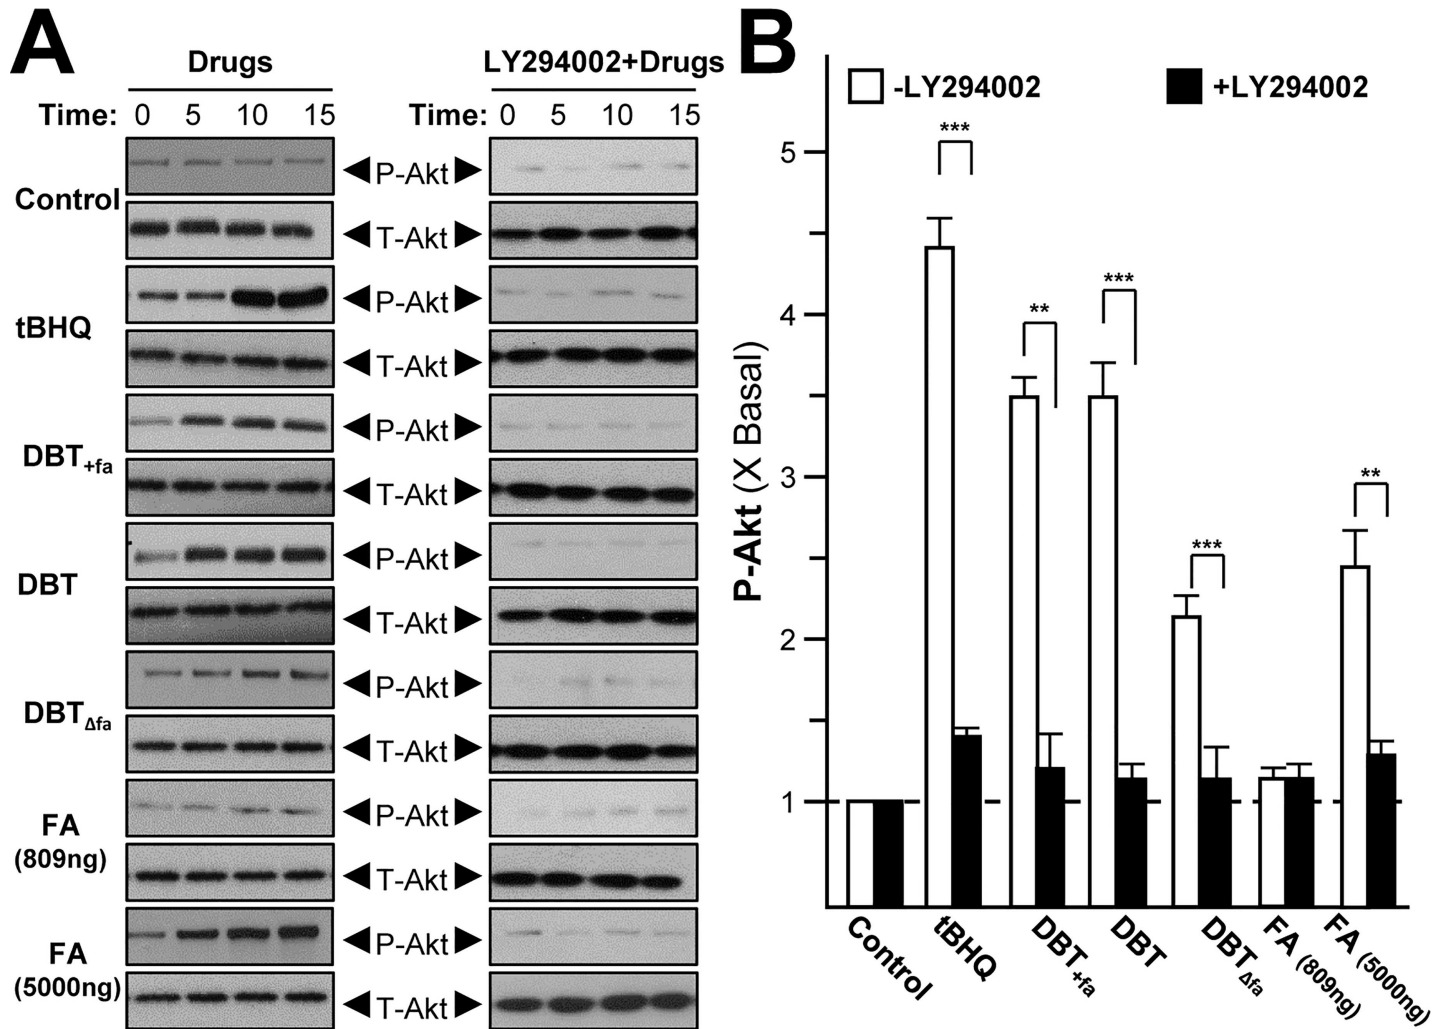 A
Drugs
LY294002+Drugs
Time: 0 5 10 15
Time: 0 5 10 15
Control
◄ P-Akt ►
◄ T-Akt ►
tBHQ
◄ P-Akt ►
◄ T-Akt ►
DBT+fa
◄ P-Akt ►
◄ T-Akt ►
DBT
◄ P-Akt ►
◄ T-Akt ►
DBTΔfa
◄ P-Akt ►
◄ T-Akt ►
FA
(809ng)
◄ P-Akt ►
◄ T-Akt ►
FA
(5000ng)
◄ P-Akt ►
◄ T-Akt ►
B
-LY294002
+LY294002
P-Akt (X Basal)
5
4
3
2
1
***
**
***
***
**
Control
tBHQ
DBT+fa
DBT
DBTΔfa
FA (809ng)
FA (5000ng)